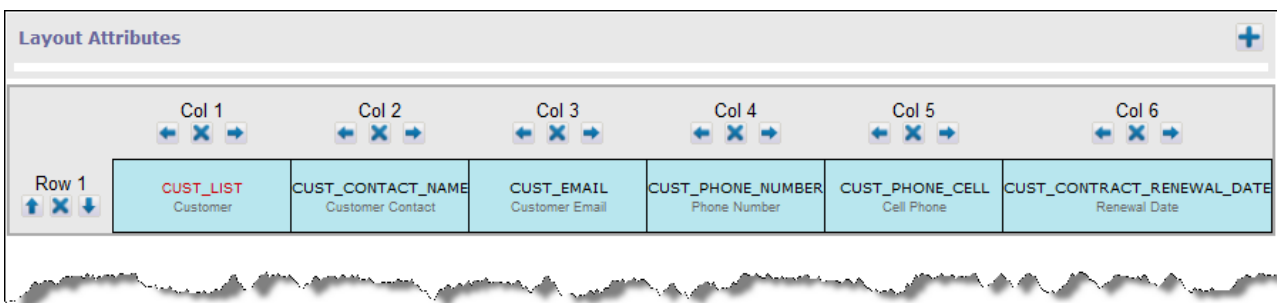 Layout Attributes
Col 1 Col 2 Col 3 Col 4 Col 5 Col 6
Row 1
CUST_LIST CUST_CONTACT_NAME CUST_EMAIL CUST_PHONE_NUMBER CUST_PHONE_CELL CUST_CONTRACT_RENEWAL_DATE
Customer Customer Contact Customer Email Phone Number Cell Phone Renewal Date